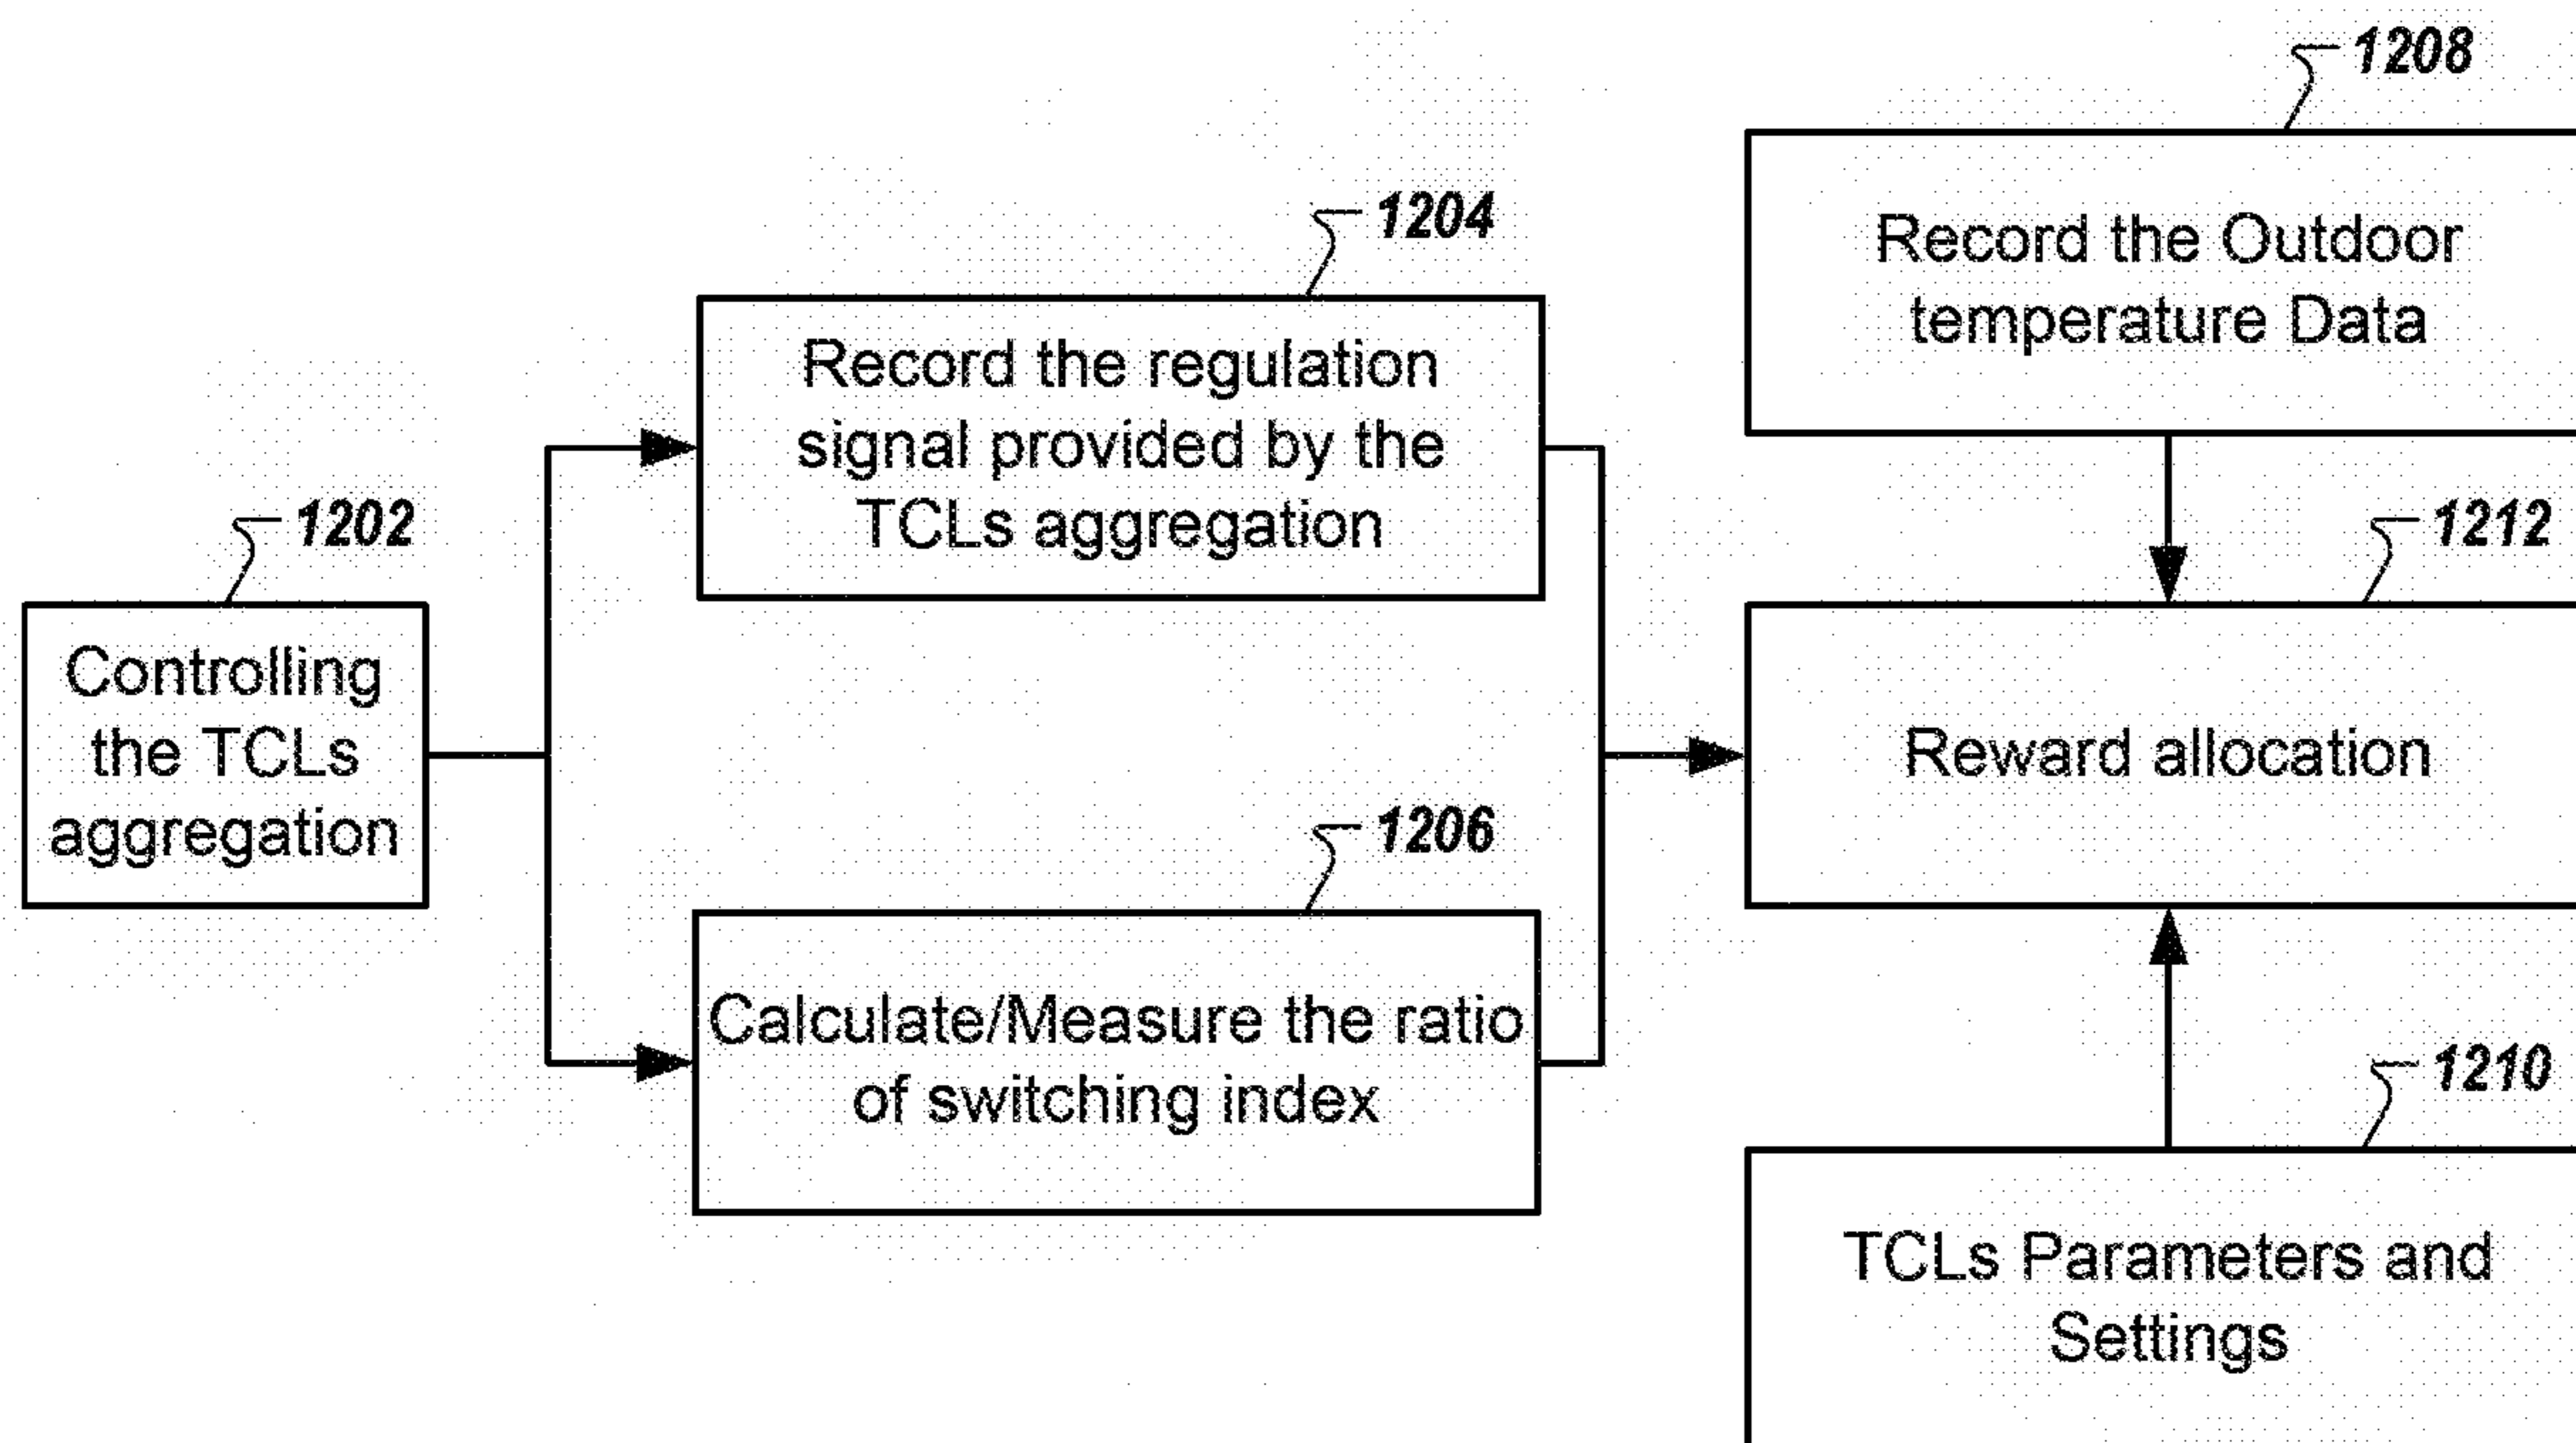 1202
Controlling
the TCLs
aggregation
1204
Record the regulation
signal provided by the
TCLs aggregation
1206
Calculate/Measure the ratio
of switching index
1208
Record the Outdoor
temperature Data
1212
Reward allocation
1210
TCLs Parameters and
Settings